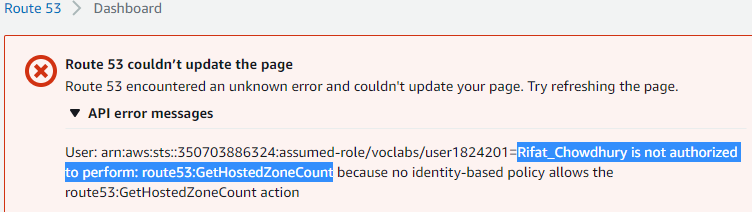 Route 53 > Dashboard
Route 53 couldn't update the page
Route 53 encountered an unknown error and couldn't update your page. Try refreshing the page.
▼ API error messages
User: arn:aws:sts::350703886324:assumed-role/voclabs/user1824201=Rifat_Chowdhury is not authorized
to perform: route53:GetHostedZoneCount because no identity-based policy allows the
route53:GetHostedZoneCount action